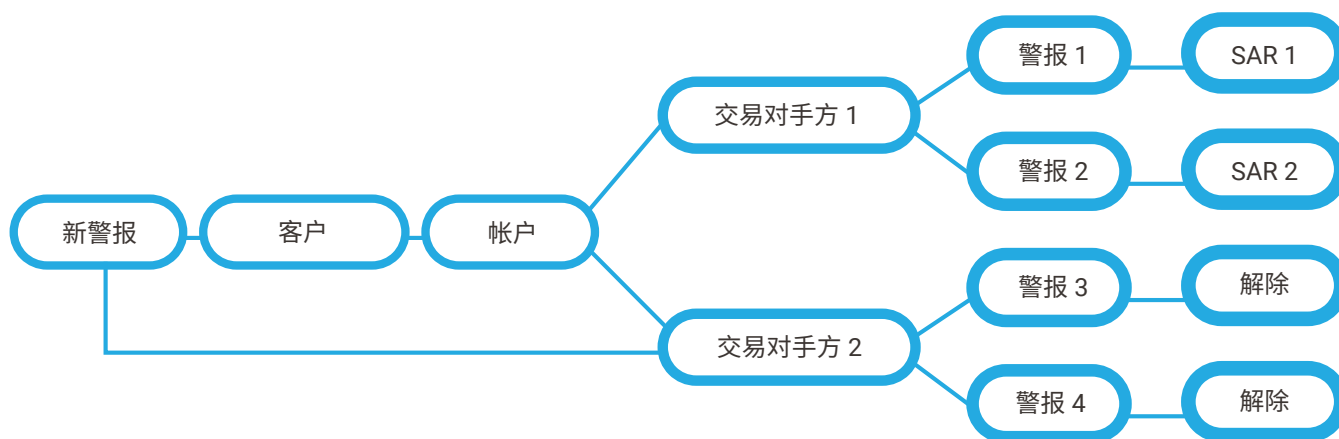 新警报
客户
帐户
交易对手方 1
交易对手方 2
警报 1
SAR 1
警报 2
SAR 2
警报 3
解除
警报 4
解除